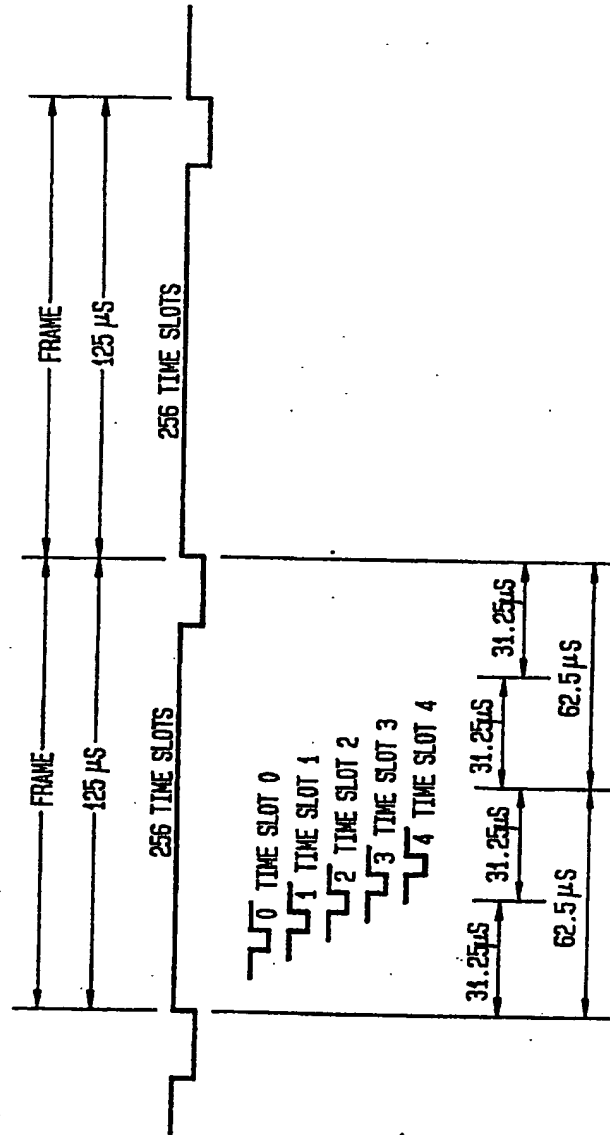 FRAME
FRAME
125 µS
125 µS
256 TIME SLOTS
256 TIME SLOTS
0 TIME SLOT 0
1 TIME SLOT 1
2 TIME SLOT 2
3 TIME SLOT 3
4 TIME SLOT 4
31.25µS
31.25µS
31.25µS
31.25µS
62.5µS
62.5µS